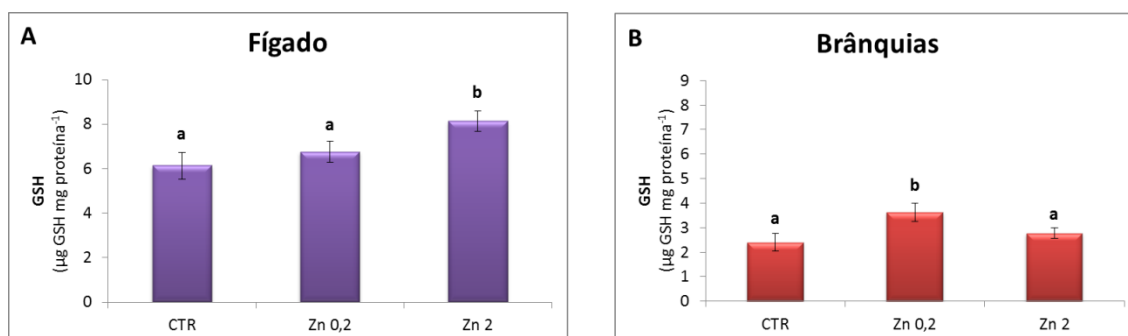 A
Fígado
GSH
(µg GSH mg proteína⁻¹)
10
8
6
4
2
0
a
a
b
CTR
Zn 0,2
Zn 2
B
Brânquias
GSH
(µg GSH mg proteína⁻¹)
9
8
7
6
5
4
3
2
1
0
a
b
a
CTR
Zn 0,2
Zn 2